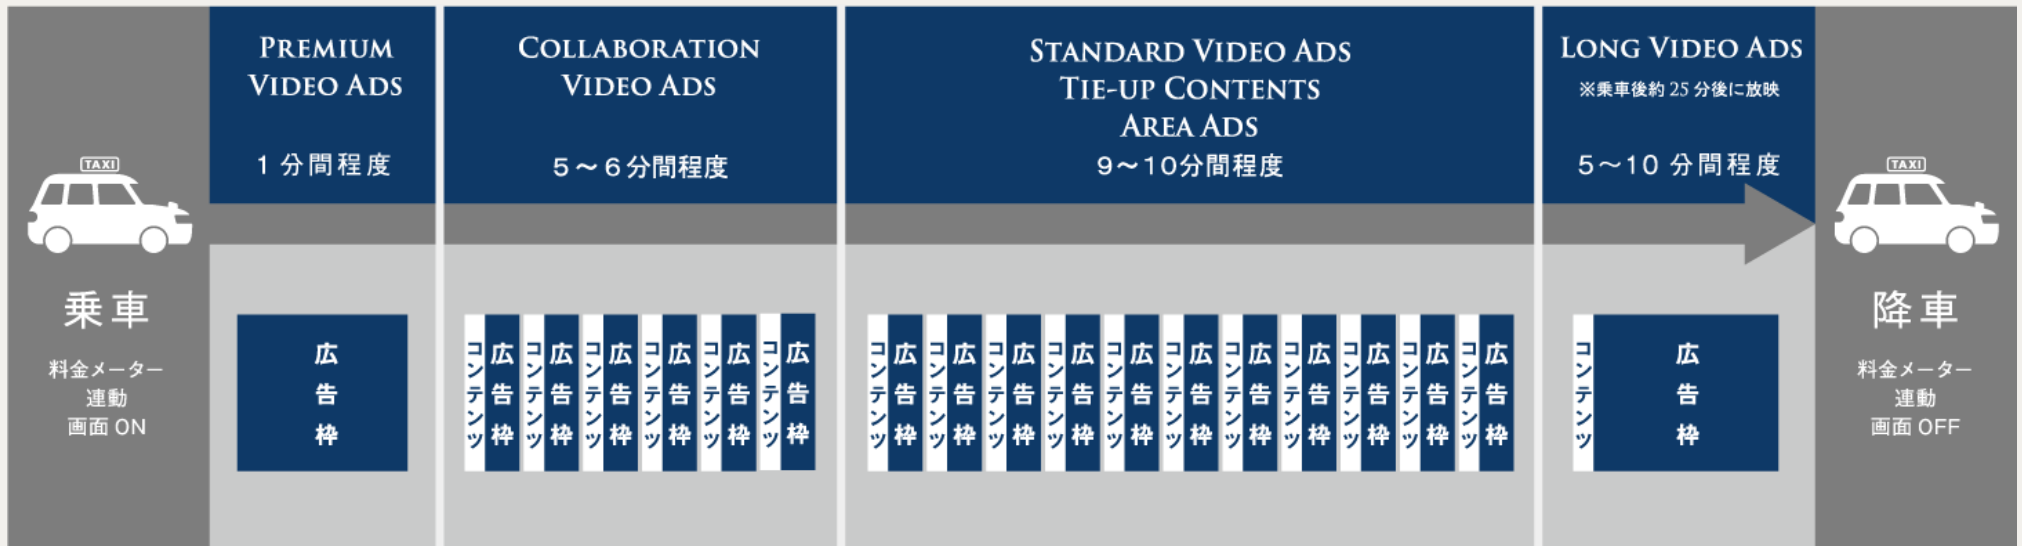 TAXI
乗車
料金メーター
連動
画面 ON
PREMIUM
VIDEO ADS
1 分間程度
広告枠
COLLABORATION
VIDEO ADS
5～6分間程度
コンテンツ
広告枠
コンテンツ
広告枠
コンテンツ
広告枠
コンテンツ
広告枠
コンテンツ
広告枠
コンテンツ
広告枠
STANDARD VIDEO ADS
TIE-UP CONTENTS
AREA ADS
9～10分間程度
コンテンツ
広告枠
コンテンツ
広告枠
コンテンツ
広告枠
コンテンツ
広告枠
コンテンツ
広告枠
コンテンツ
広告枠
コンテンツ
広告枠
コンテンツ
広告枠
コンテンツ
広告枠
コンテンツ
広告枠
コンテンツ
広告枠
LONG VIDEO ADS
※乗車後約 25 分後に放映
5～10 分間程度
コンテンツ
広告枠
TAXI
降車
料金メーター
連動
画面 OFF